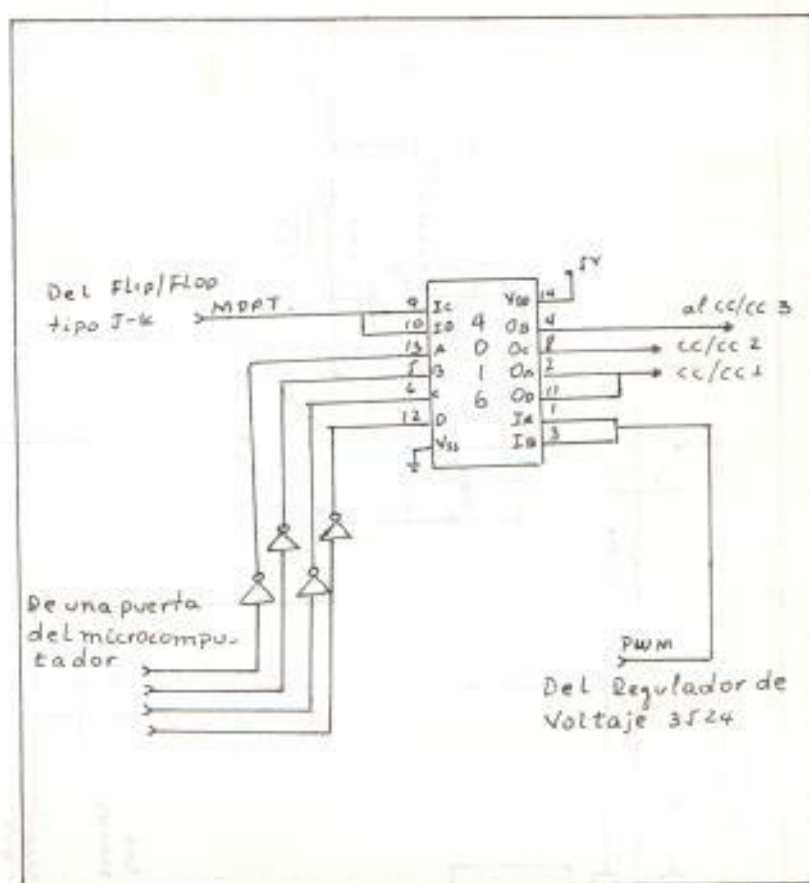 Del Flip/Flop
tipo J-K
MDPT.
9 Ic
10 ID
13 A
5 B
6 C
12 D
Vss
4
0
1
6
5V
VDD 14
OB 4
Oc 8
OA 2
OD 11
IA 1
IB 3
al cc/cc 3
cc/cc 2
cc/cc 1
De una puerta
del microcompu-
tador
PWM
Del Regulador de
Voltaje 3524